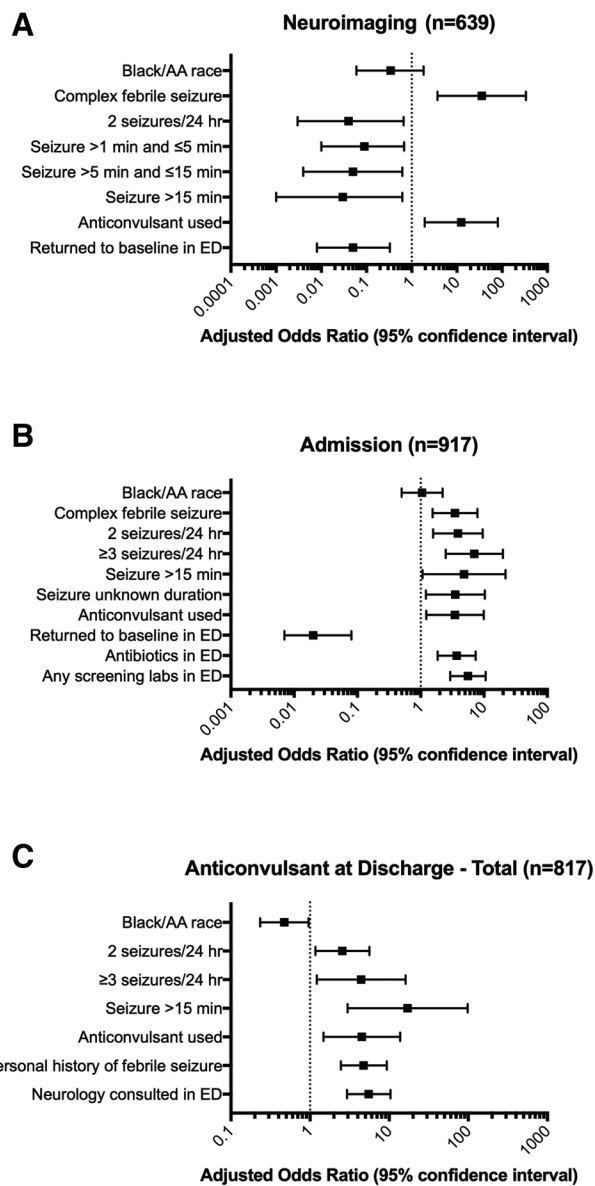 A
Neuroimaging (n=639)
Black/AA race
Complex febrile seizure
2 seizures/24 hr
Seizure >1 min and ≤5 min
Seizure >5 min and ≤15 min
Seizure >15 min
Anticonvulsant used
Returned to baseline in ED
0.0001 0.001 0.01 0.1 1 10 100 1000
Adjusted Odds Ratio (95% confidence interval)
B
Admission (n=917)
Black/AA race
Complex febrile seizure
2 seizures/24 hr
≥3 seizures/24 hr
Seizure >15 min
Seizure unknown duration
Anticonvulsant used
Returned to baseline in ED
Antibiotics in ED
Any screening labs in ED
0.001 0.01 0.1 1 10 100
Adjusted Odds Ratio (95% confidence interval)
C
Anticonvulsant at Discharge - Total (n=817)
Black/AA race
2 seizures/24 hr
≥3 seizures/24 hr
Seizure >15 min
Anticonvulsant used
ersonal history of febrile seizure
Neurology consulted in ED
0.1 1 10 100 1000
Adjusted Odds Ratio (95% confidence interval)